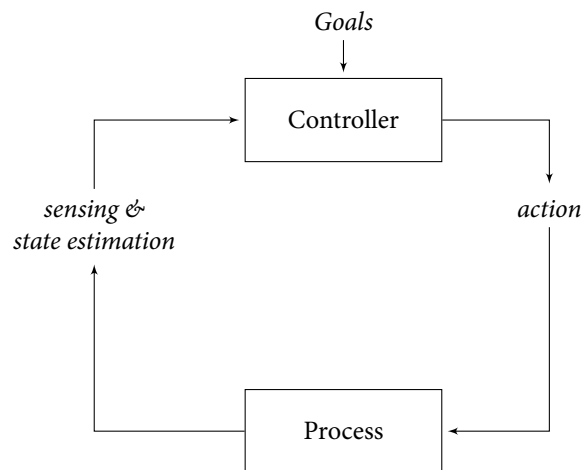 Goals
Controller
sensing &
state estimation
action
Process